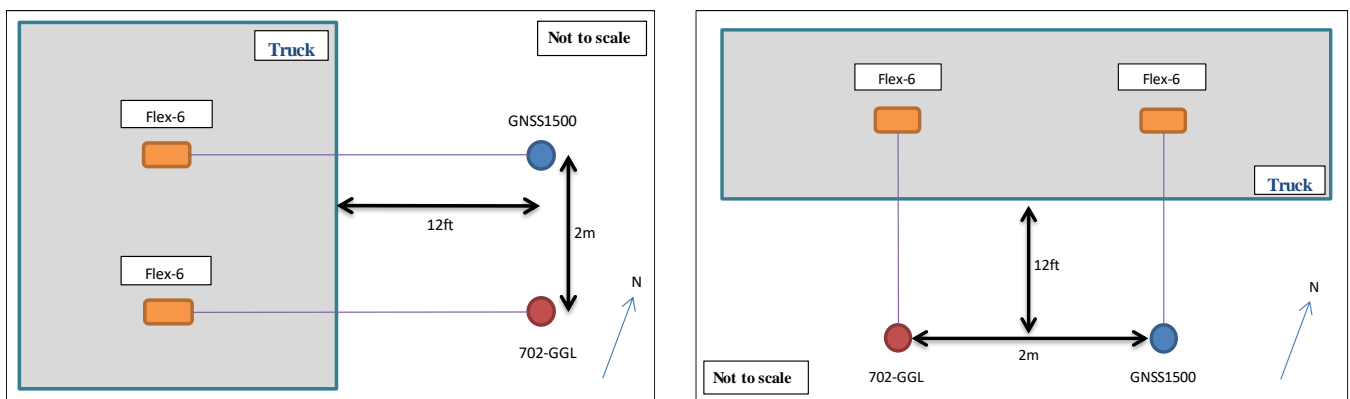 Truck
Not to scale
Flex-6
GNSS1500
12ft
2m
Flex-6
N
702-GGL
Flex-6
Flex-6
Truck
12ft
N
2m
702-GGL
GNSS1500
Not to scale